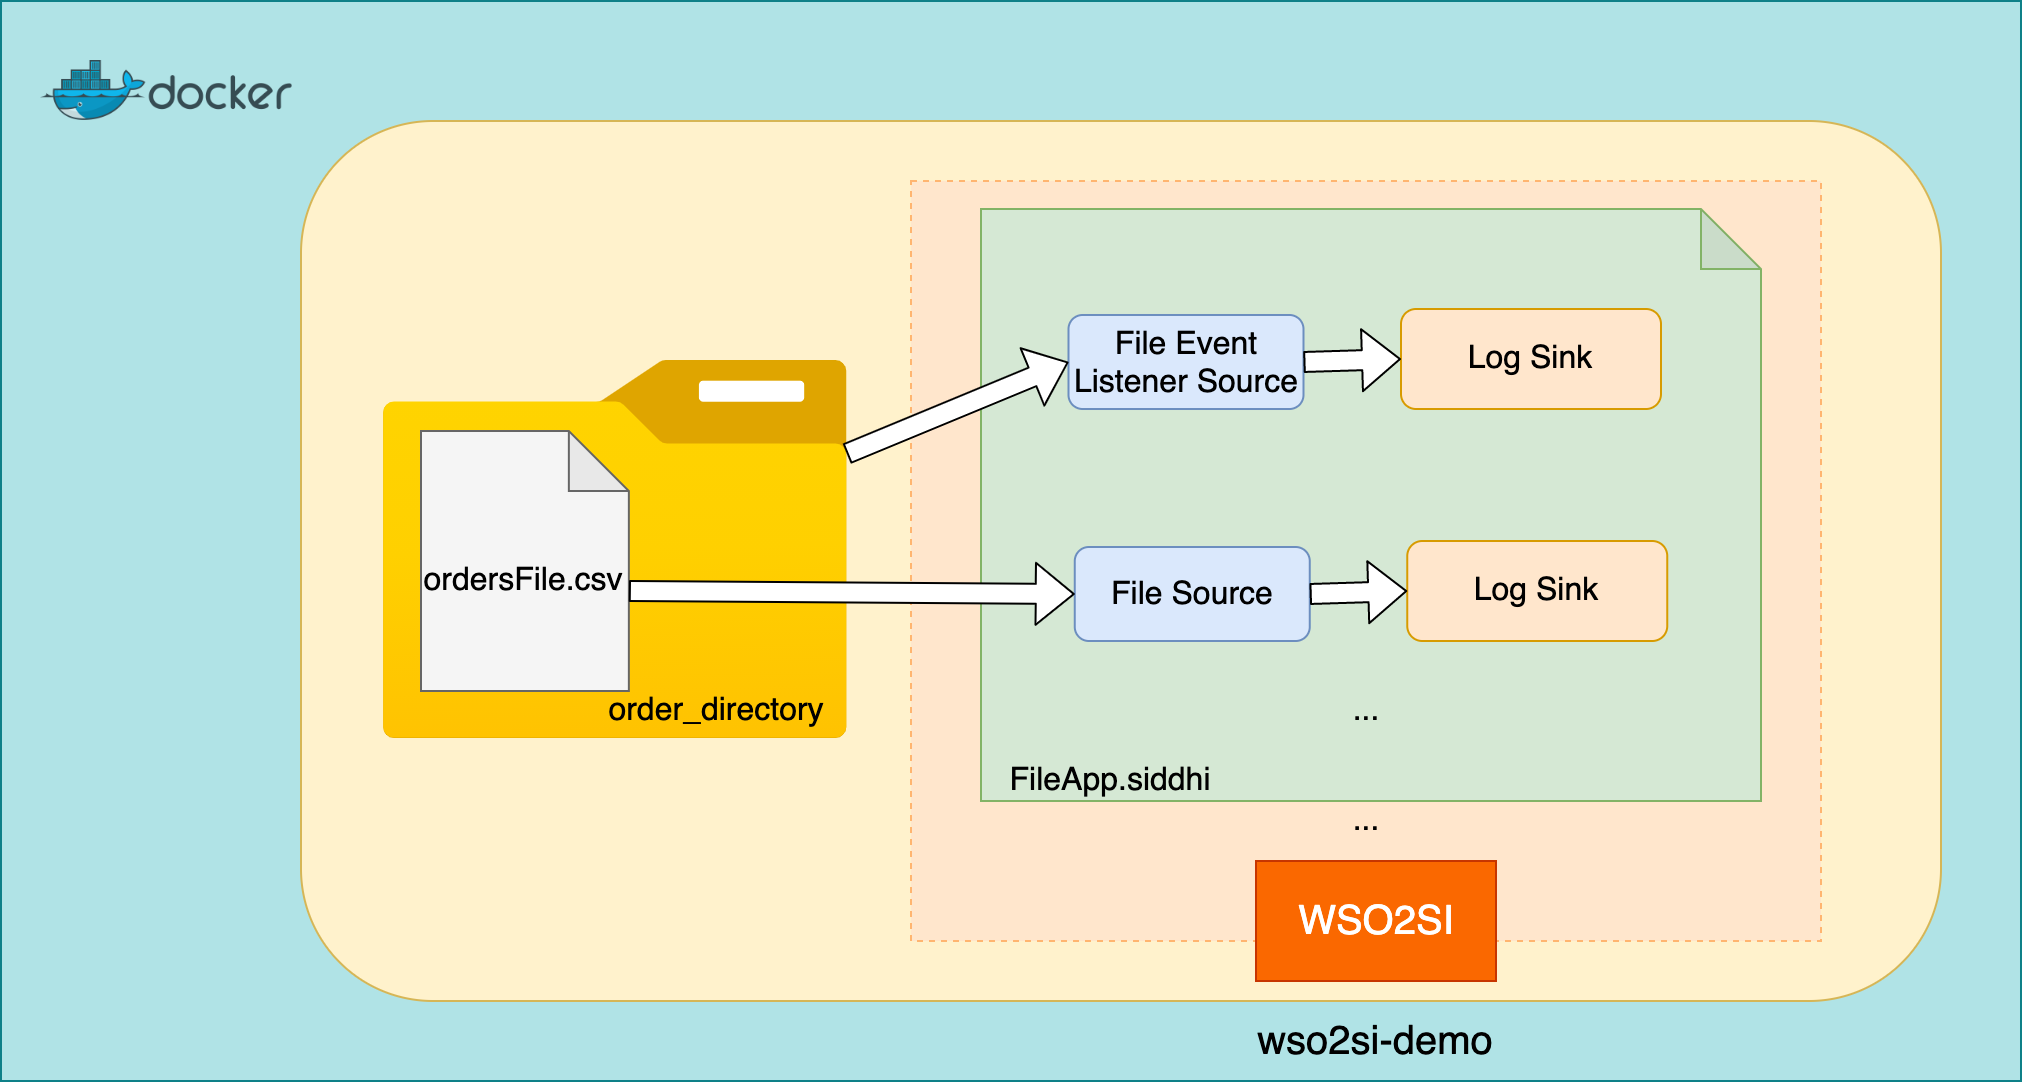 docker
File Event
Listener Source
Log Sink
ordersFile.csv
File Source
Log Sink
order_directory
...
FileApp.siddhi
...
WSO2SI
wso2si-demo